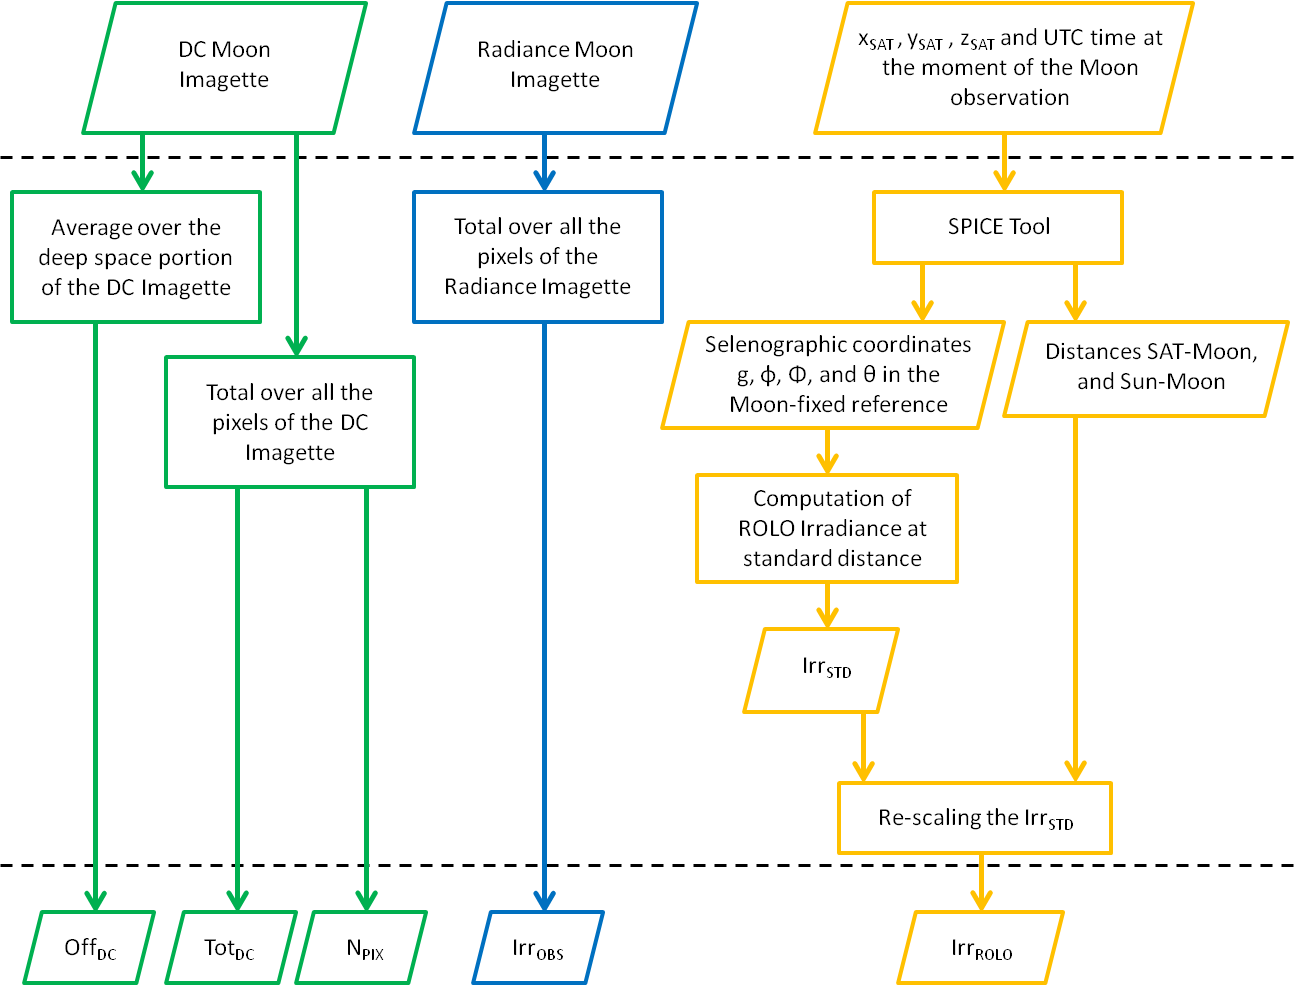 DC Moon
Imagette
Radiance Moon
Imagette
xSAT , ySAT , zSAT and UTC time at
the moment of the Moon
observation
Average over the
deep space portion
of the DC Imagette
Total over all the
pixels of the
Radiance Imagette
SPICE Tool
Selenographic coordinates
g, ϕ, Φ, and θ in the
Moon-fixed reference
Distances SAT-Moon,
and Sun-Moon
Total over all the
pixels of the DC
Imagette
Computation of
ROLO Irradiance at
standard distance
IrrSTD
Re-scaling the IrrSTD
OffDC
TotDC
NPIX
IrrOBS
IrrROLO